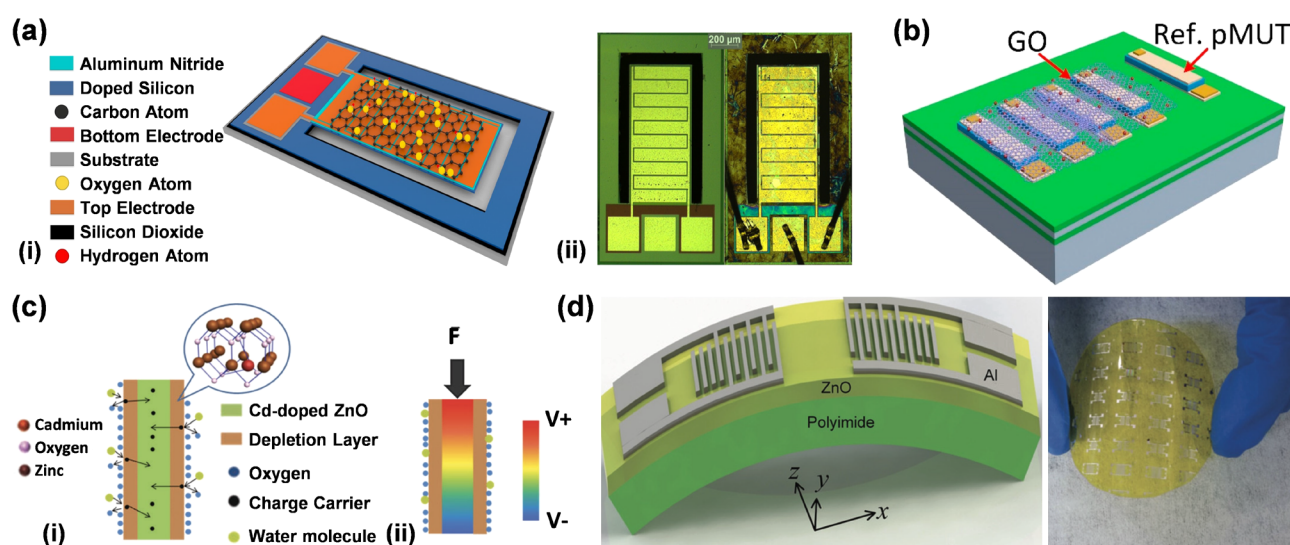 (a)
Aluminum Nitride
Doped Silicon
Carbon Atom
Bottom Electrode
Substrate
Oxygen Atom
Top Electrode
Silicon Dioxide
Hydrogen Atom
(i)
200 µm
(ii)
(b)
GO
Ref. pMUT
(c)
Cadmium
Oxygen
Zinc
Cd-doped ZnO
Depletion Layer
Oxygen
Charge Carrier
Water molecule
(i)
F
V+
V-
(ii)
(d)
Al
ZnO
Polyimide
z
y
x